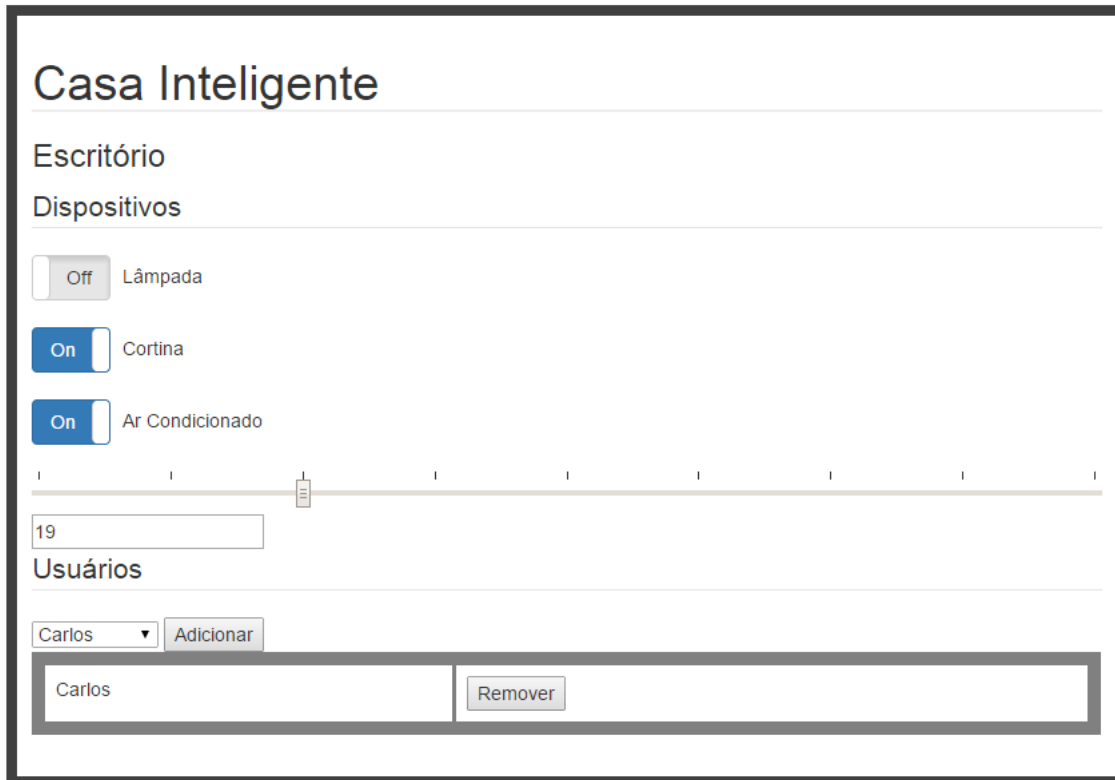 Casa Inteligente
Escritório
Dispositivos
Off Lâmpada
On Cortina
On Ar Condicionado
19
Usuários
Carlos Adicionar
Carlos Remover